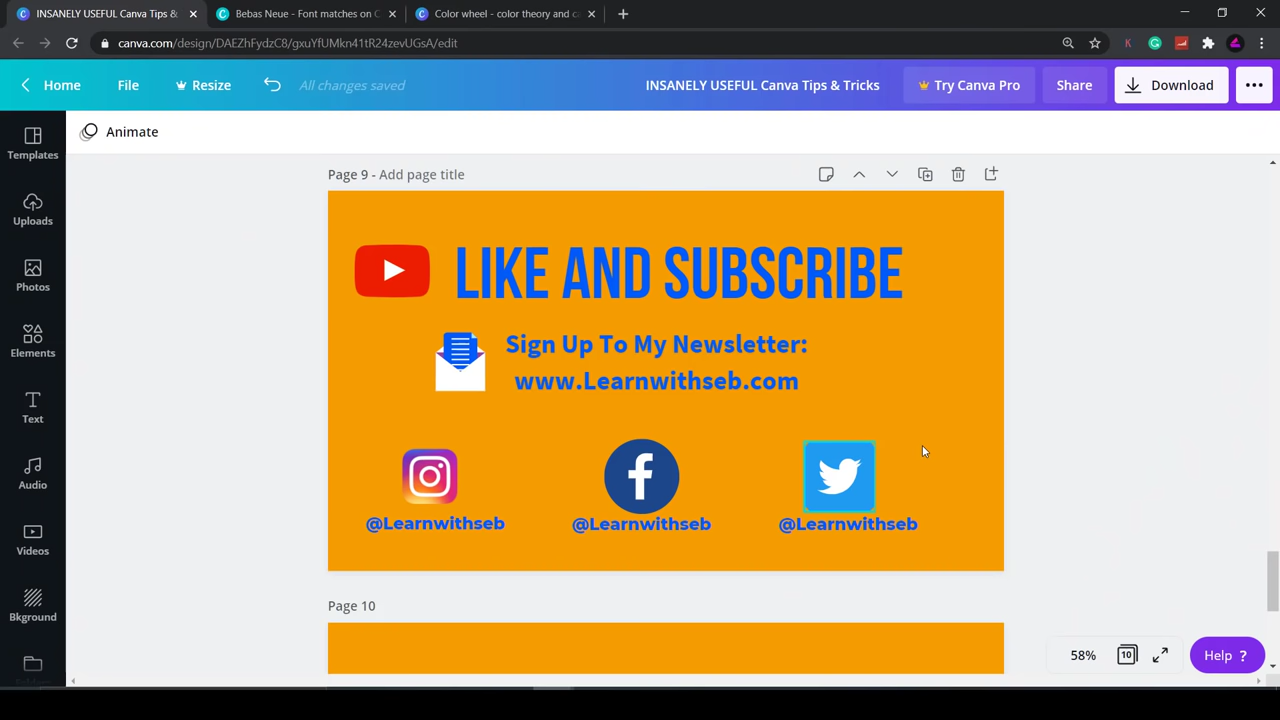 INSANELY USEFUL Canva Tips &
Bebas Neue - Font matches on C
Color wheel - color theory and ca
canva.com/design/DAEZhFydzC8/gxuYfUMkn41tR24zevUGsA/edit
K
Home
File
Resize
All changes saved
INSANELY USEFUL Canva Tips & Tricks
Try Canva Pro
Share
Download
Animate
Templates
Uploads
Photos
Elements
Text
Audio
Videos
Bkground
Page 9 - Add page title
LIKE AND SUBSCRIBE
Sign Up To My Newsletter:
www.Learnwithseb.com
@Learnwithseb
@Learnwithseb
@Learnwithseb
Page 10
58%
10
Help ?